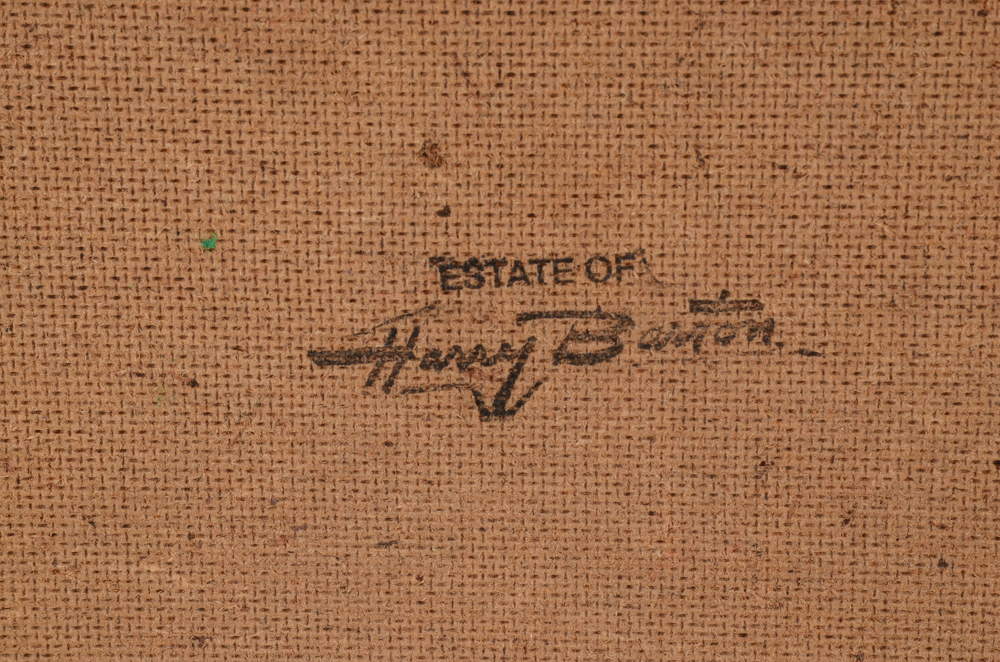 ESTATE OF
Harry Barton